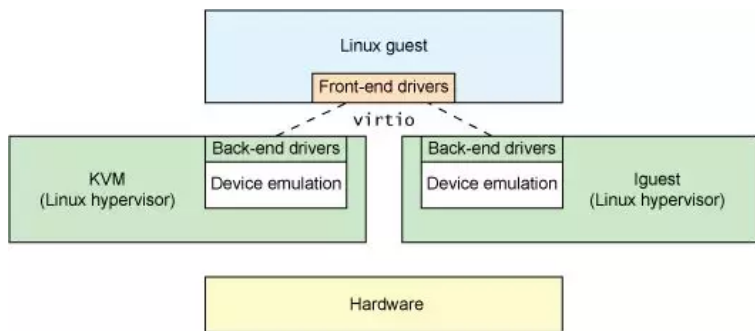 Linux guest
Front-end drivers
virtio
Back-end drivers
Device emulation
KVM
(Linux hypervisor)
Back-end drivers
Device emulation
lguest
(Linux hypervisor)
Hardware